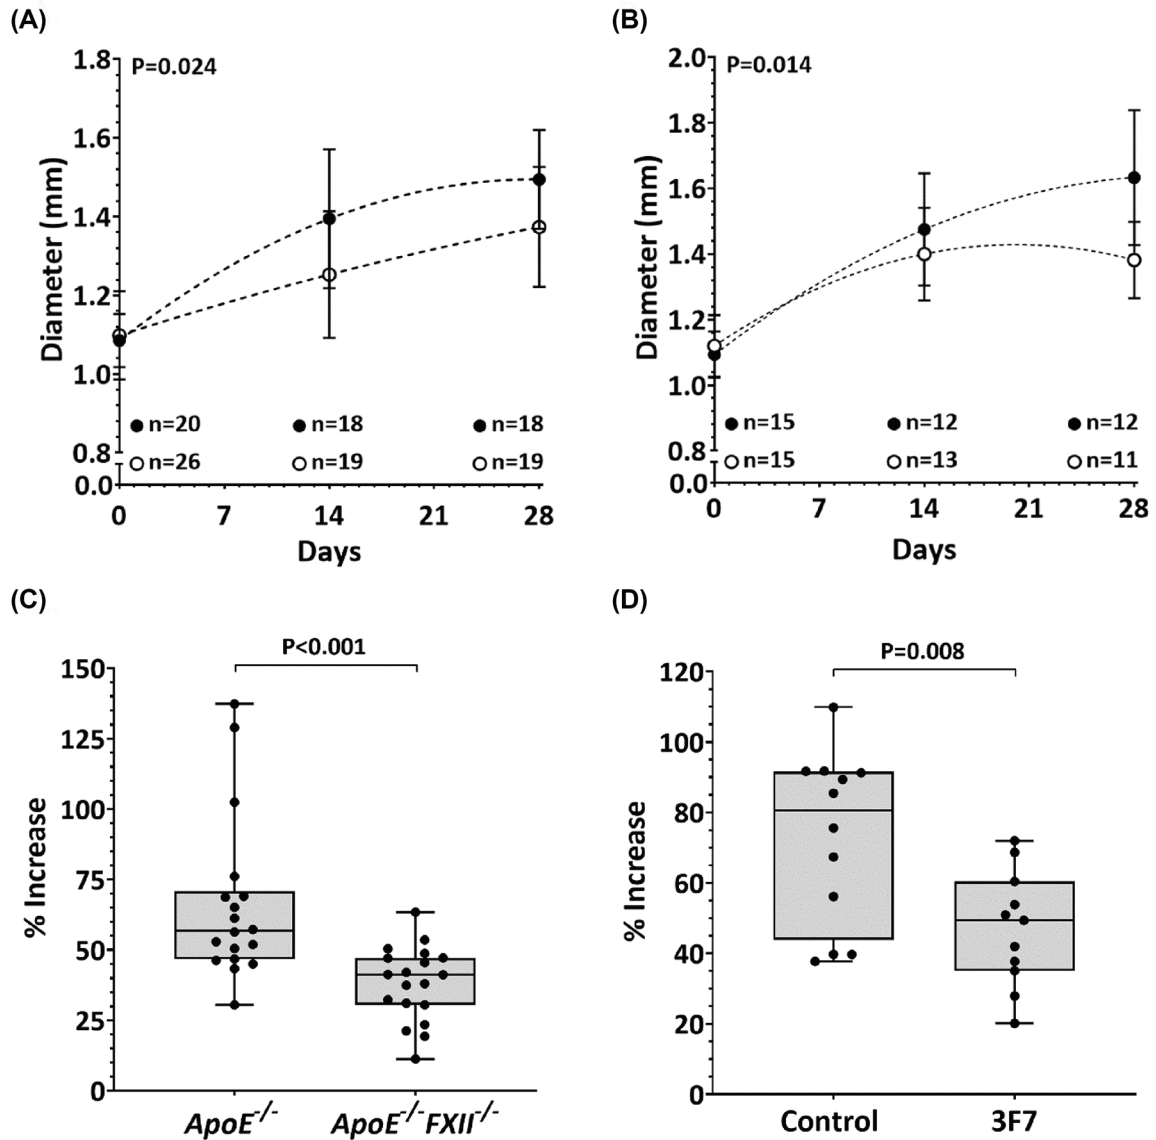 (A)
P=0.024
1.8
1.6
1.4
1.2
1.0
0.8
0.0
Diameter (mm)
●n=20 ●n=18 ●n=18
○n=26 ○n=19 ○n=19
0 7 14 21 28
Days
(B)
P=0.014
2.0
1.8
1.6
1.4
1.2
1.0
0.8
0.0
Diameter (mm)
●n=15 ●n=12 ●n=12
○n=15 ○n=13 ○n=11
0 7 14 21 28
Days
(C)
P<0.001
150
125
100
75
50
25
0
% Increase
ApoE-/- ApoE-/-FXII-/-
(D)
P=0.008
120
100
80
60
40
20
0
% Increase
Control 3F7